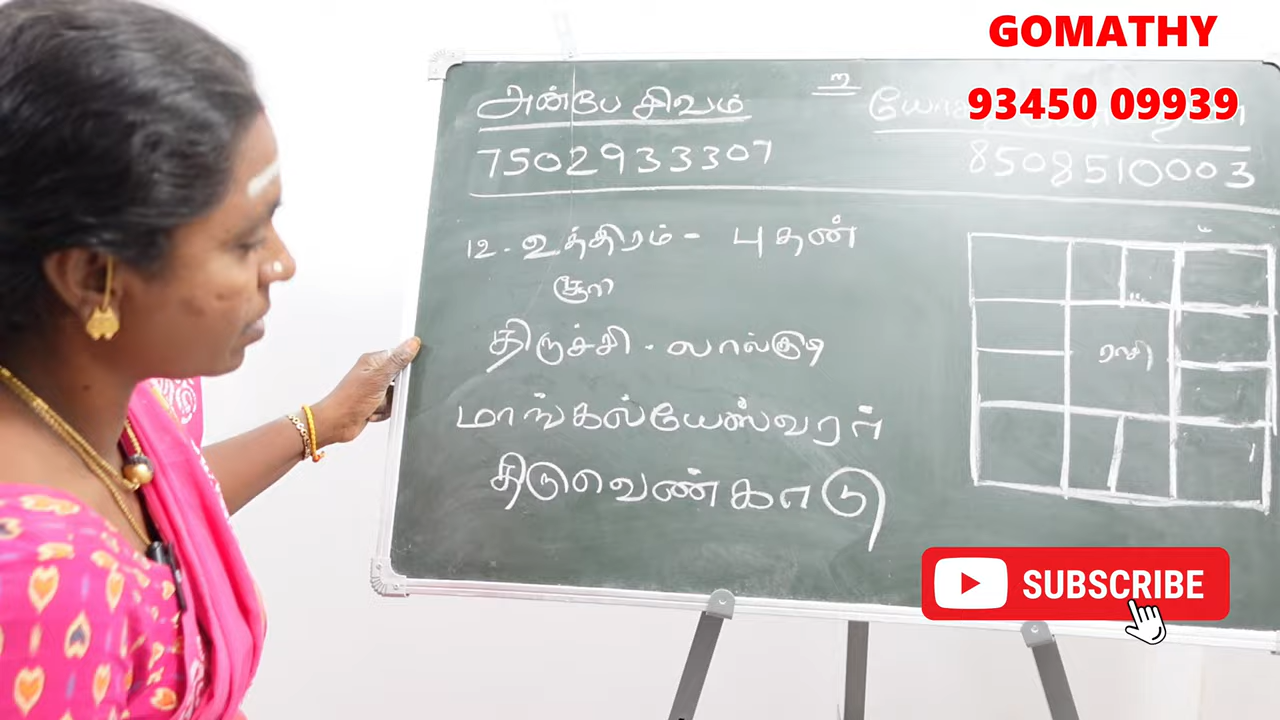 GOMATHY
93450 09939
உ
அன்பே சிவம்
7502933307
8508510003
12. உத்திரம் - புதன்
திருச்சி - லால்குடி
மாங்கல்யேஸ்வரர்
திருவெண்காடு
ராசி
SUBSCRIBE